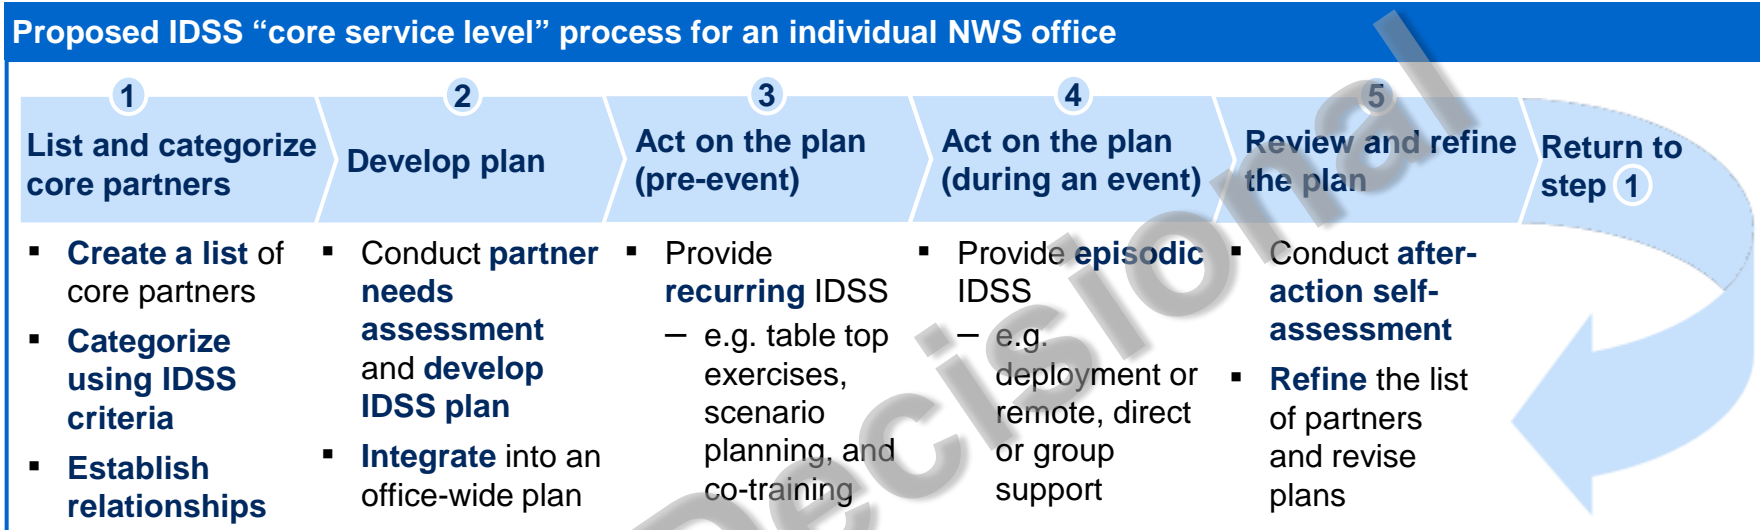 Proposed IDSS “core service level” process for an individual NWS office
1
List and categorize
core partners
▪ Create a list of
core partners
▪ Categorize
using IDSS
criteria
▪ Establish
relationships
2
Develop plan
▪ Conduct partner
needs
assessment
and develop
IDSS plan
▪ Integrate into an
office-wide plan
3
Act on the plan
(pre-event)
▪ Provide
recurring IDSS
– e.g. table top
exercises,
scenario
planning, and
co-training
4
Act on the plan
(during an event)
▪ Provide episodic
IDSS
– e.g.
deployment or
remote, direct
or group
support
5
Review and refine
the plan
▪ Conduct after-
action self-
assessment
▪ Refine the list
of partners
and revise
plans
Return to
step 1
Decisional